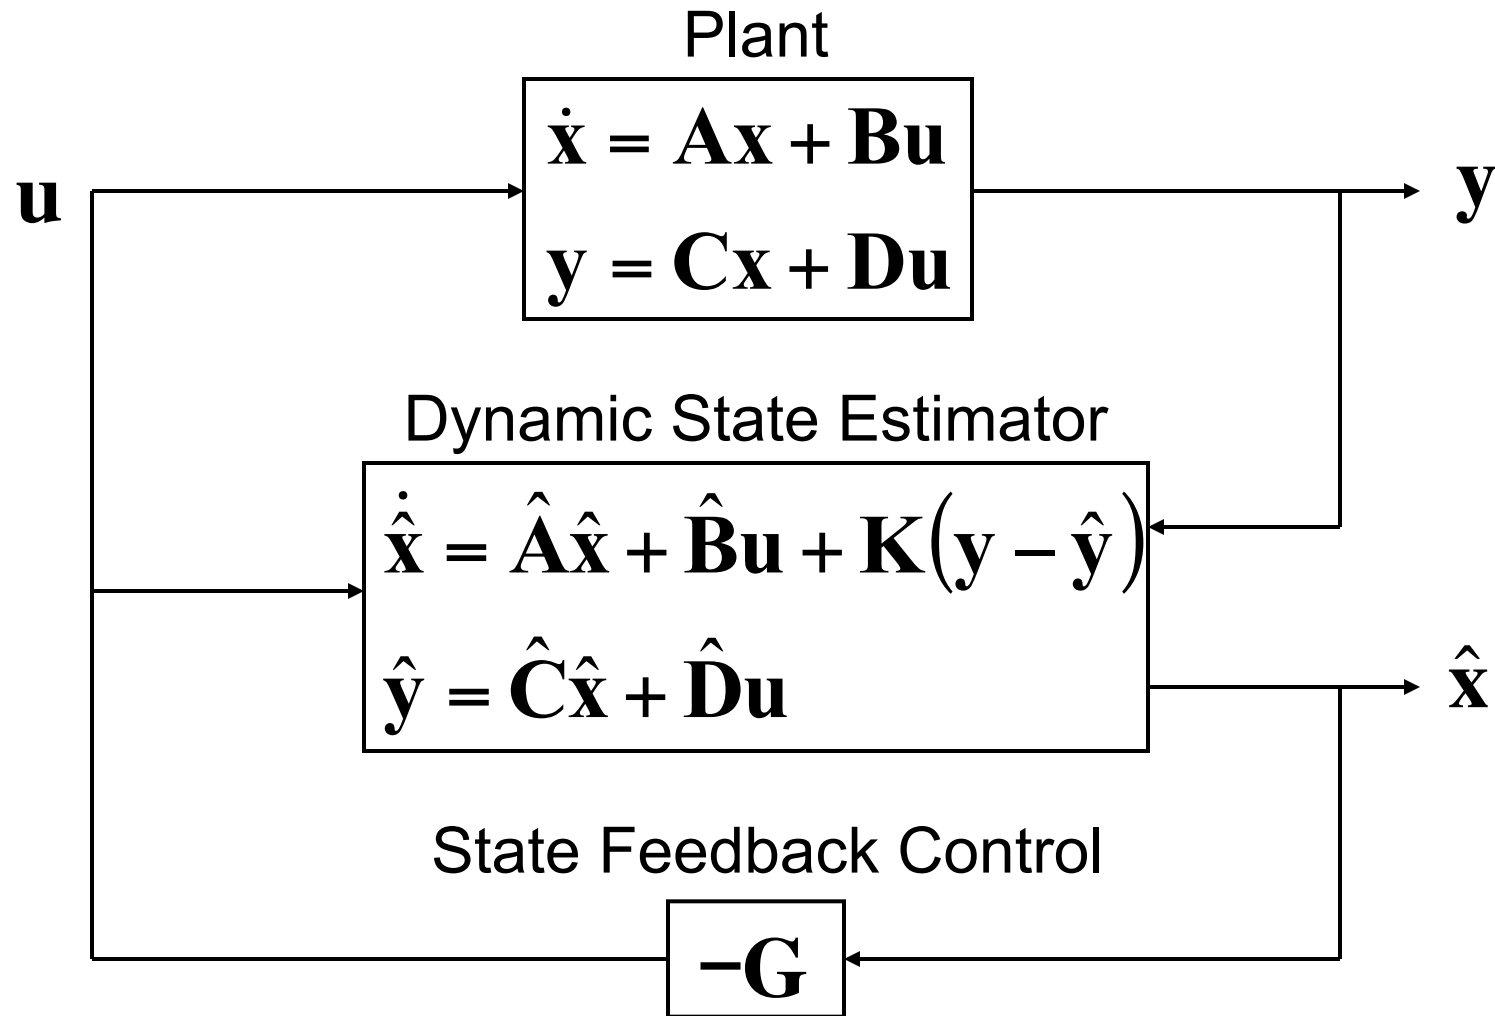 Plant
ẋ = Ax + Bu
u
y
y = Cx + Du
Dynamic State Estimator
x̂̇ = Âx̂ + B̂u + K(y − ŷ)
ŷ = Ĉx̂ + D̂u
x̂
State Feedback Control
−G